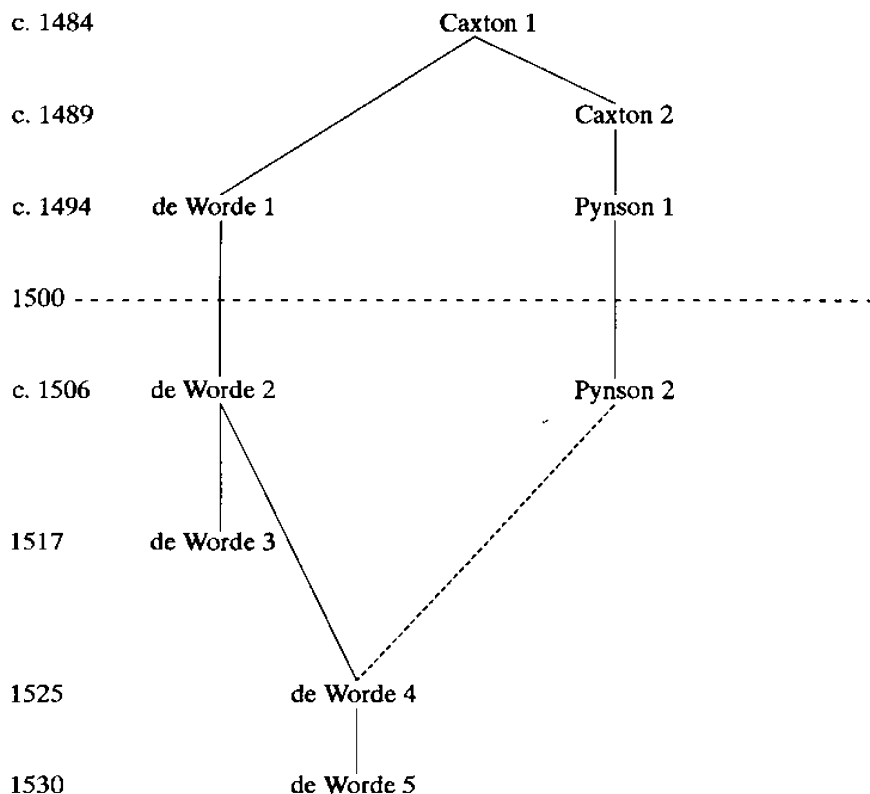 c. 1484 Caxton 1
c. 1489 Caxton 2
c. 1494 de Worde 1 Pynson 1
1500
c. 1506 de Worde 2 Pynson 2
1517 de Worde 3
1525 de Worde 4
1530 de Worde 5